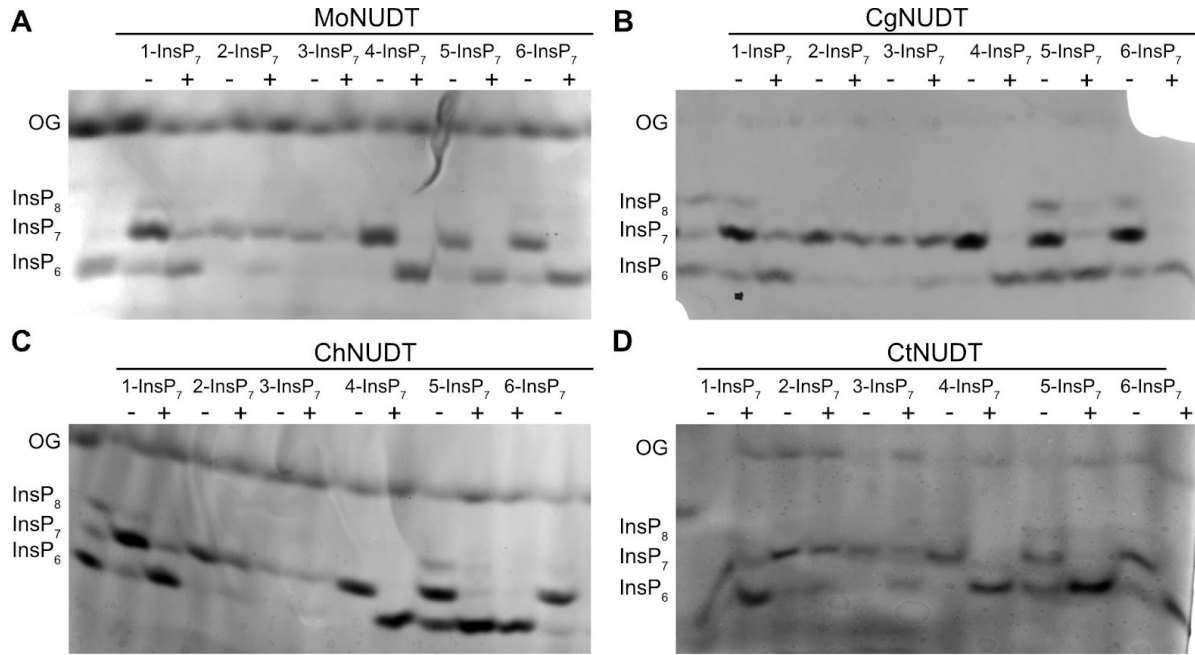 A
MoNUDT
1-InsP₇ 2-InsP₇ 3-InsP₇ 4-InsP₇ 5-InsP₇ 6-InsP₇
- + - + - + - + - + - +
OG
InsP₈
InsP₇
InsP₆
B
CgNUDT
1-InsP₇ 2-InsP₇ 3-InsP₇ 4-InsP₇ 5-InsP₇ 6-InsP₇
- + - + - + - + - + - +
OG
InsP₈
InsP₇
InsP₆
C
ChNUDT
1-InsP₇ 2-InsP₇ 3-InsP₇ 4-InsP₇ 5-InsP₇ 6-InsP₇
- + - + - + - + - + + -
OG
InsP₈
InsP₇
InsP₆
D
CtNUDT
1-InsP₇ 2-InsP₇ 3-InsP₇ 4-InsP₇ 5-InsP₇ 6-InsP₇
- + - + - + - + - + - +
OG
InsP₈
InsP₇
InsP₆